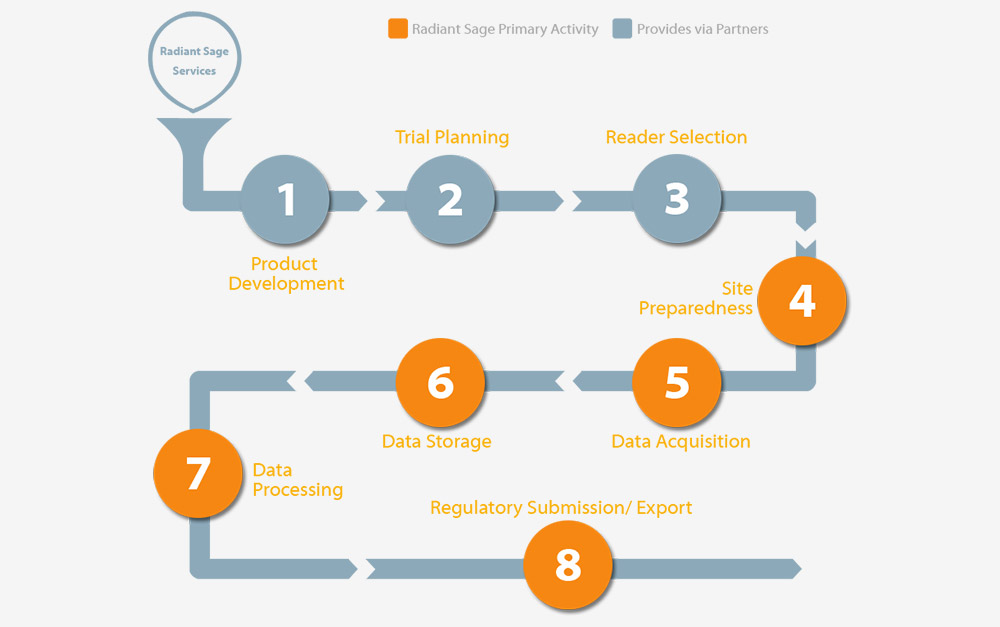 Radiant Sage Primary Activity
Provides via Partners
Radiant Sage
Services
Trial Planning
Reader Selection
1
2
3
Product
Development
Site
Preparedness
4
6
5
Data Storage
Data Acquisition
7
Data
Processing
Regulatory Submission/ Export
8